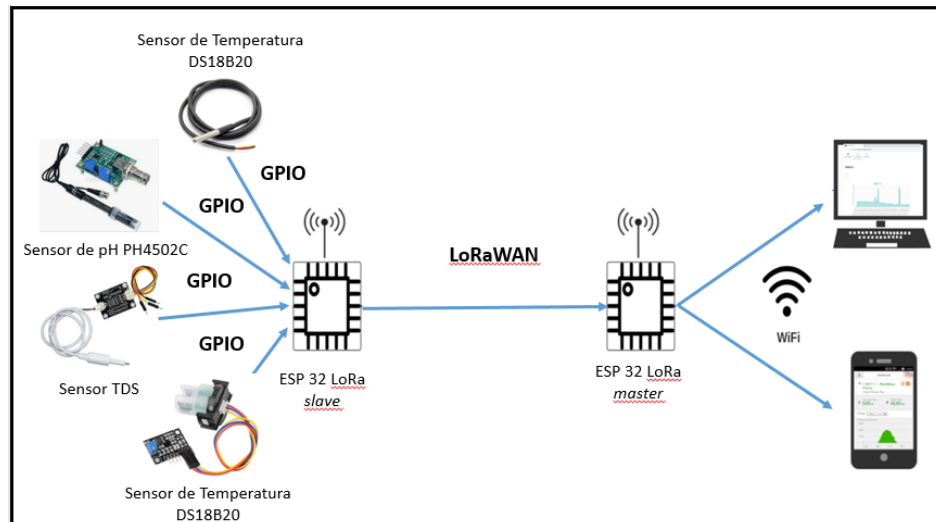 Sensor de Temperatura
DS18B20
GPIO
GPIO
Sensor de pH PH4502C
GPIO
LoRaWAN
GPIO
Sensor TDS
ESP 32 LoRa
slave
ESP 32 LoRa
master
WiFi
Sensor de Temperatura
DS18B20